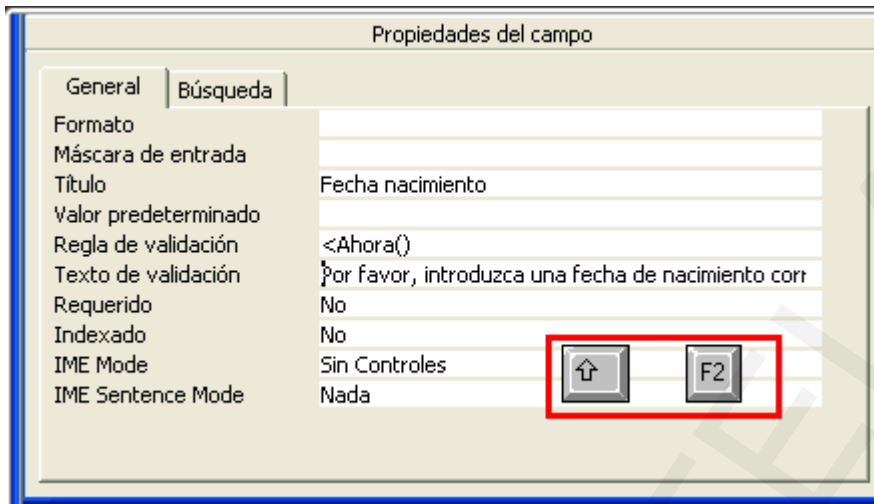 Propiedades del campo
General Búsqueda
Formato
Máscara de entrada
Título Fecha nacimiento
Valor predeterminado
Regla de validación <Ahora()
Texto de validación Por favor, introduzca una fecha de nacimiento corr
Requerido No
Indexado No
IME Mode Sin Controles
IME Sentence Mode Nada
⇧ F2